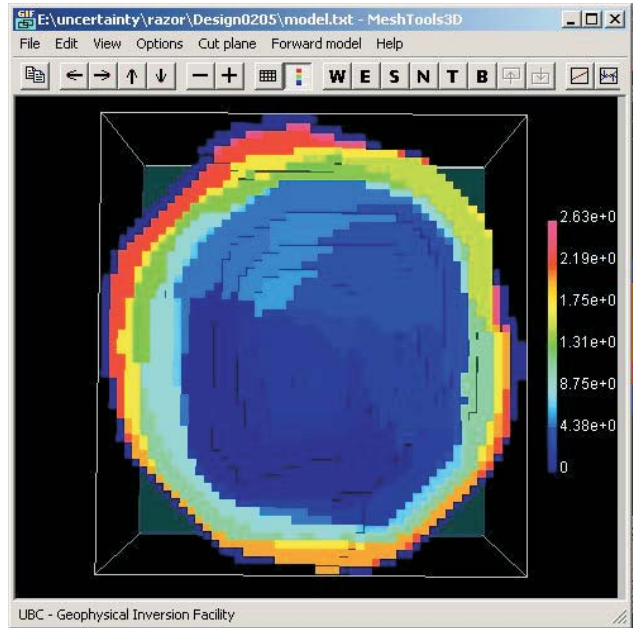 E:\uncertainty\razor\Design0205\model.txt - MeshTools3D
File Edit View Options Cut plane Forward model Help
W E S N T B
2.63e+0
2.19e+0
1.75e+0
1.31e+0
8.75e+0
4.38e+0
0
UBC - Geophysical Inversion Facility